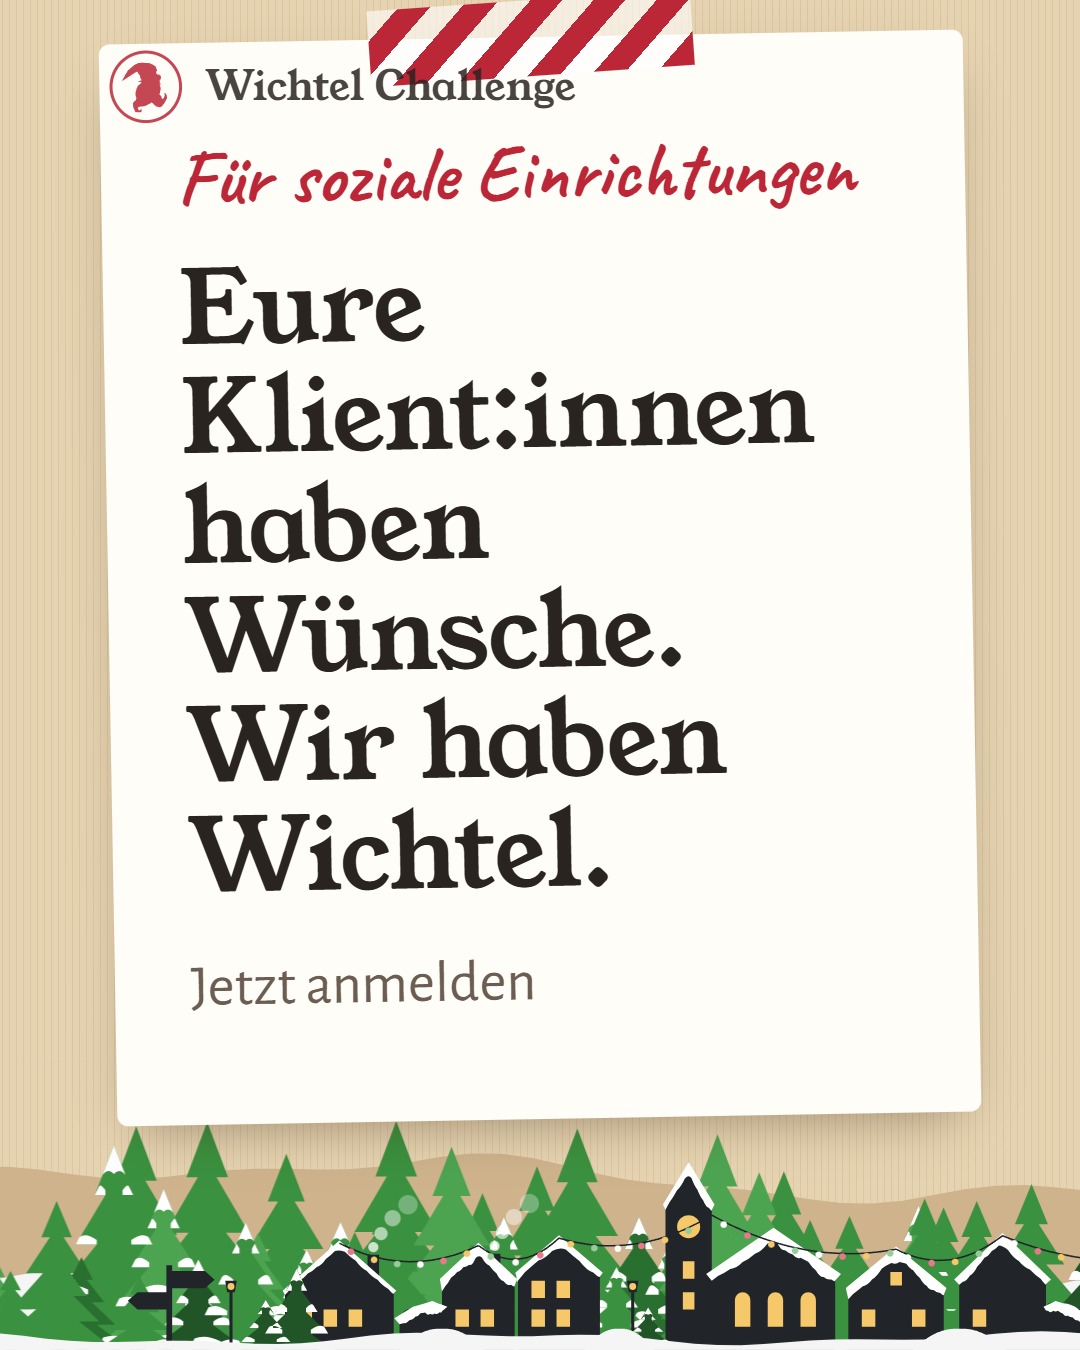 Wichtel Challenge
Für soziale Einrichtungen
Eure
Klient:innen
haben
Wünsche.
Wir haben
Wichtel.
Jetzt anmelden